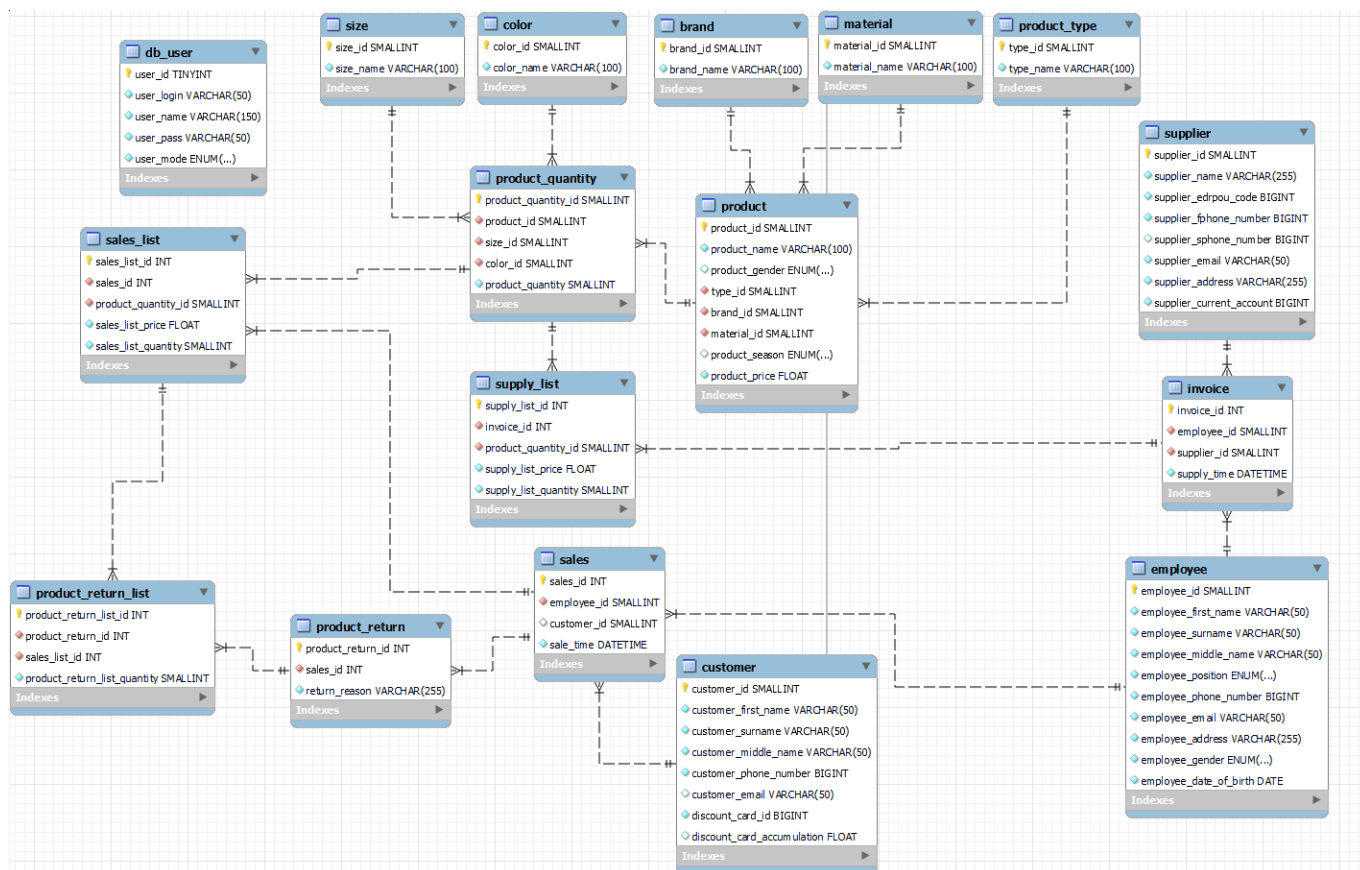 db_user
user_id TINYINT
user_login VARCHAR(50)
user_name VARCHAR(150)
user_pass VARCHAR(50)
user_mode ENUM(...)
Indexes
size
size_id SMALLINT
size_name VARCHAR(100)
Indexes
color
color_id SMALLINT
color_name VARCHAR(100)
Indexes
brand
brand_id SMALLINT
brand_name VARCHAR(100)
Indexes
material
material_id SMALLINT
material_name VARCHAR(100)
Indexes
product_type
type_id SMALLINT
type_name VARCHAR(100)
Indexes
supplier
supplier_id SMALLINT
supplier_name VARCHAR(255)
supplier_edrpou_code BIGINT
supplier_fphone_number BIGINT
supplier_sphone_number BIGINT
supplier_email VARCHAR(50)
supplier_address VARCHAR(255)
supplier_current_account BIGINT
Indexes
product_quantity
product_quantity_id SMALLINT
product_id SMALLINT
size_id SMALLINT
color_id SMALLINT
product_quantity SMALLINT
Indexes
product
product_id SMALLINT
product_name VARCHAR(100)
product_gender ENUM(...)
type_id SMALLINT
brand_id SMALLINT
material_id SMALLINT
product_season ENUM(...)
product_price FLOAT
Indexes
sales_list
sales_list_id INT
sales_id INT
product_quantity_id SMALLINT
sales_list_price FLOAT
sales_list_quantity SMALLINT
Indexes
supply_list
supply_list_id INT
invoice_id INT
product_quantity_id SMALLINT
supply_list_price FLOAT
supply_list_quantity SMALLINT
Indexes
invoice
invoice_id INT
employee_id SMALLINT
supplier_id SMALLINT
supply_time DATETIME
Indexes
product_return_list
product_return_list_id INT
product_return_id INT
sales_list_id INT
product_return_list_quantity SMALLINT
Indexes
product_return
product_return_id INT
sales_id INT
return_reason VARCHAR(255)
Indexes
sales
sales_id INT
employee_id SMALLINT
customer_id SMALLINT
sale_time DATETIME
Indexes
customer
customer_id SMALLINT
customer_first_name VARCHAR(50)
customer_surname VARCHAR(50)
customer_middle_name VARCHAR(50)
customer_phone_number BIGINT
customer_email VARCHAR(50)
discount_card_id BIGINT
discount_card_accumulation FLOAT
Indexes
employee
employee_id SMALLINT
employee_first_name VARCHAR(50)
employee_surname VARCHAR(50)
employee_middle_name VARCHAR(50)
employee_position ENUM(...)
employee_phone_number BIGINT
employee_email VARCHAR(50)
employee_address VARCHAR(255)
employee_gender ENUM(...)
employee_date_of_birth DATE
Indexes